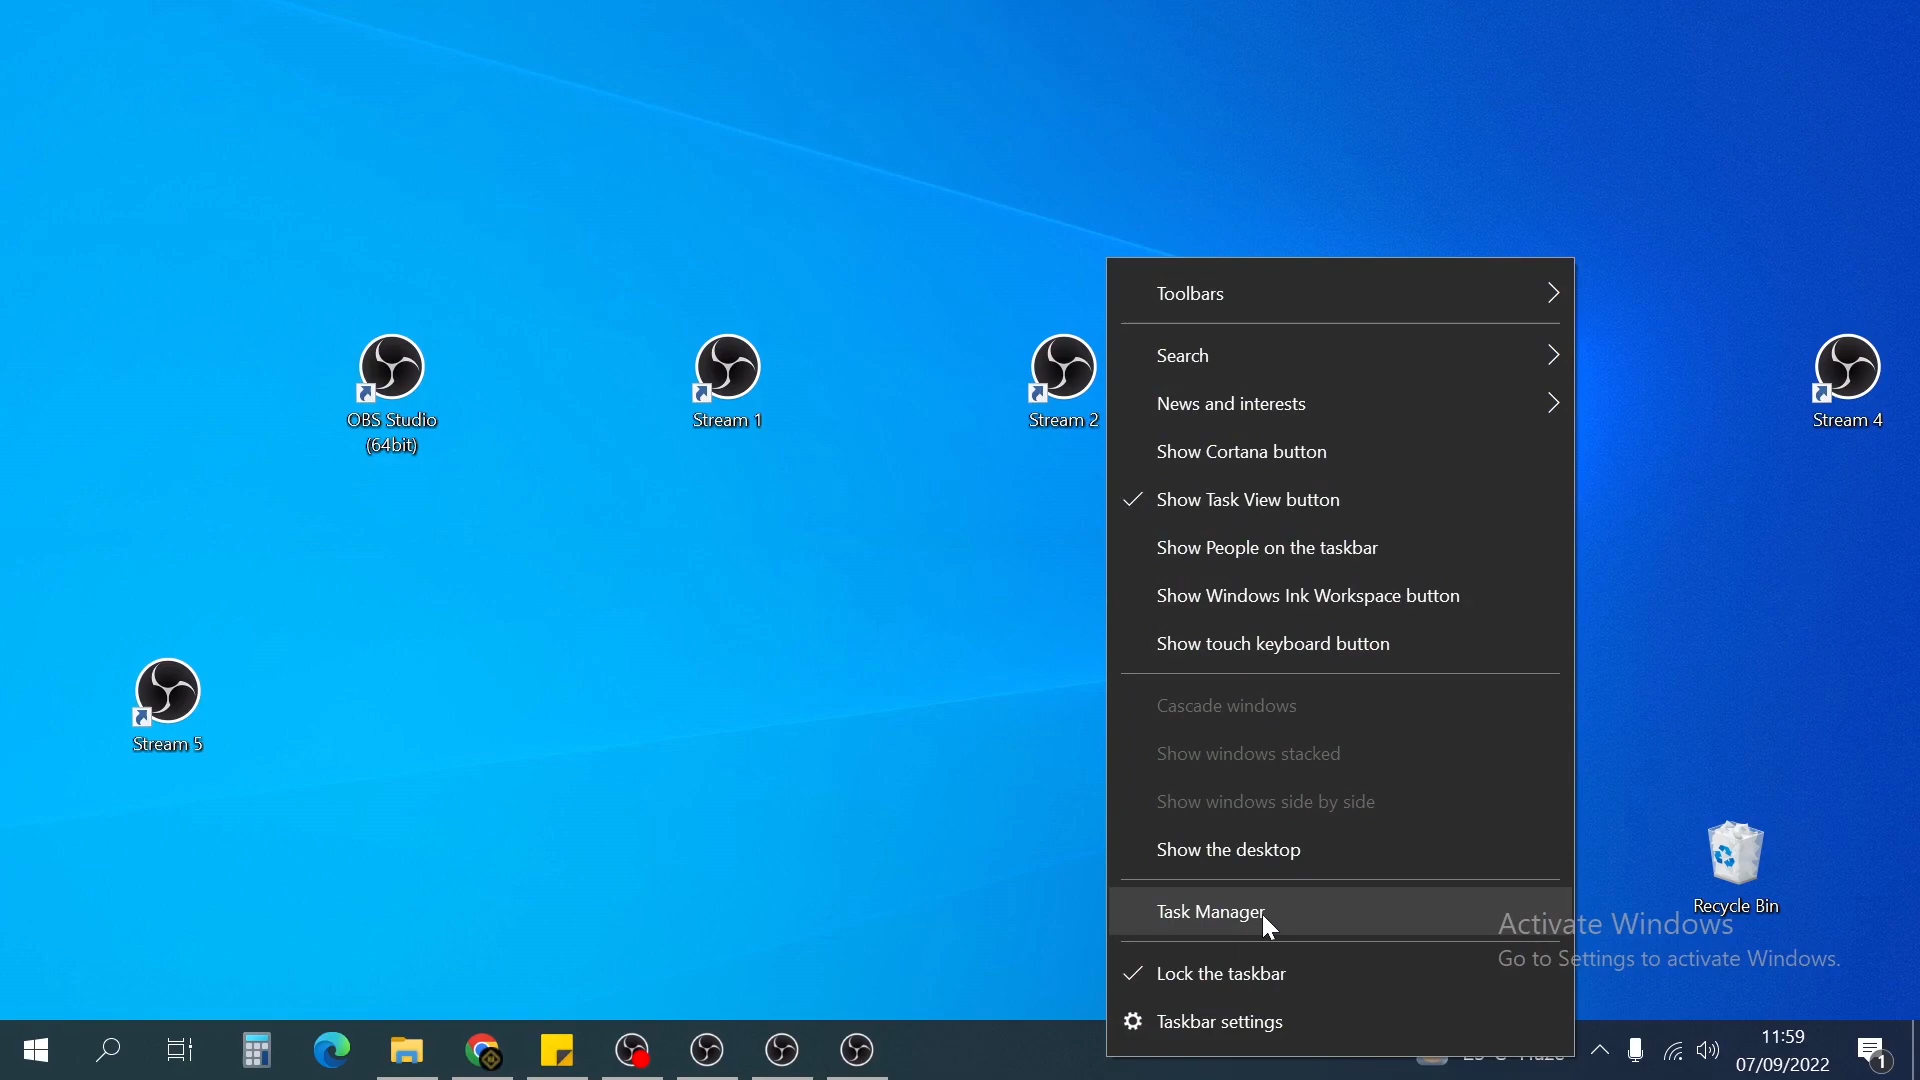 OBS Studio
(64bit)
Stream 1
Stream 2
Stream 4
Stream 5
Toolbars
Search
News and interests
Show Cortana button
Show Task View button
Show People on the taskbar
Show Windows Ink Workspace button
Show touch keyboard button
Cascade windows
Show windows stacked
Show windows side by side
Show the desktop
Task Manager
Lock the taskbar
Taskbar settings
Recycle Bin
Activate Windows
Go to Settings to activate Windows.
11:59
07/09/2022
1